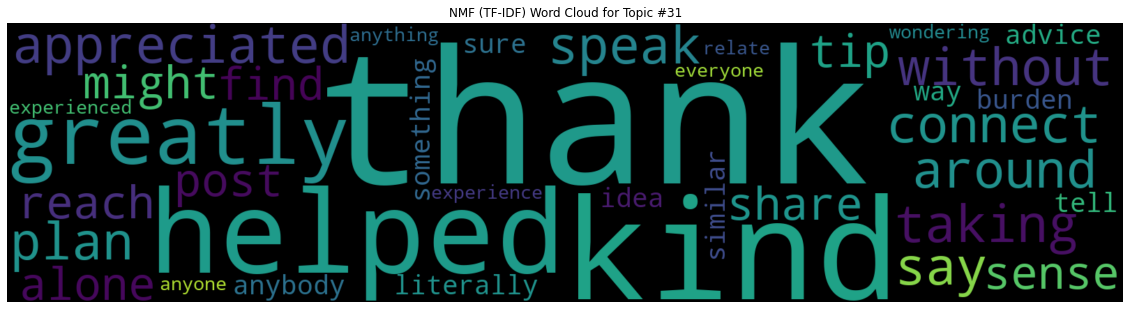 NMF (TF-IDF) Word Cloud for Topic #31
appreciated anything sure speak relate tip wondering advice
might find everyone without
experienced way burden
greatly thank something connect
post around
reach experience idea similar share tell
plan helped kind taking
alone anyone anybody literally say sense